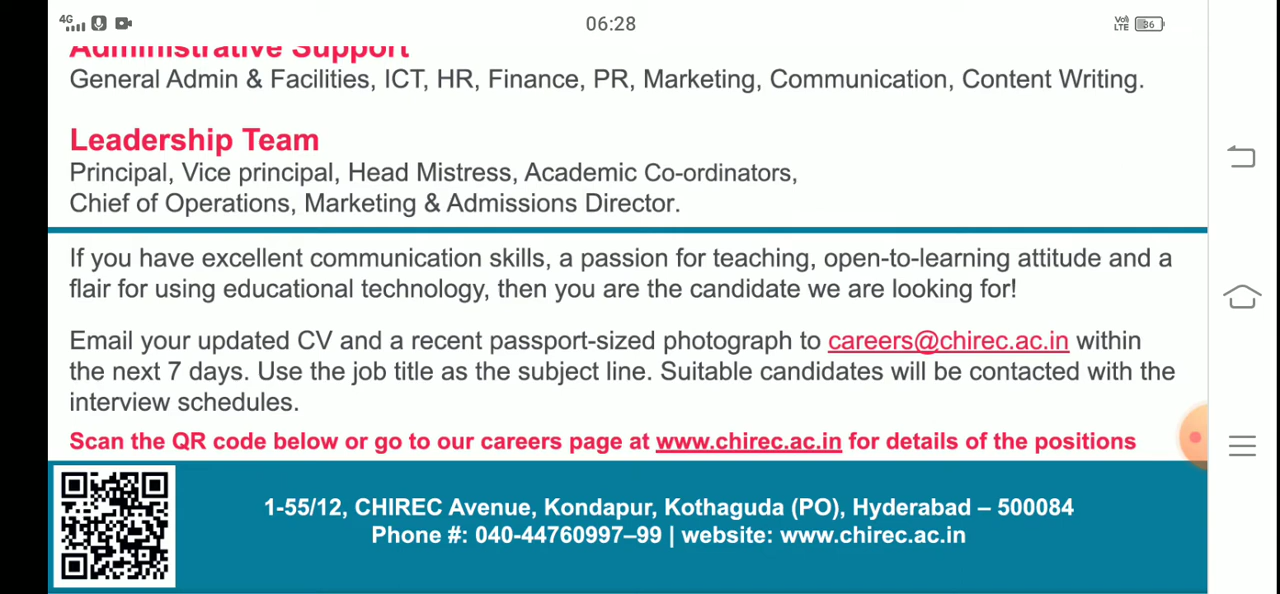 4G 06:28 Vo) LTE 36
Administrative Support
General Admin & Facilities, ICT, HR, Finance, PR, Marketing, Communication, Content Writing.
Leadership Team
Principal, Vice principal, Head Mistress, Academic Co-ordinators,
Chief of Operations, Marketing & Admissions Director.
If you have excellent communication skills, a passion for teaching, open-to-learning attitude and a
flair for using educational technology, then you are the candidate we are looking for!
Email your updated CV and a recent passport-sized photograph to careers@chirec.ac.in within
the next 7 days. Use the job title as the subject line. Suitable candidates will be contacted with the
interview schedules.
Scan the QR code below or go to our careers page at www.chirec.ac.in for details of the positions
1-55/12, CHIREC Avenue, Kondapur, Kothaguda (PO), Hyderabad – 500084
Phone #: 040-44760997–99 | website: www.chirec.ac.in